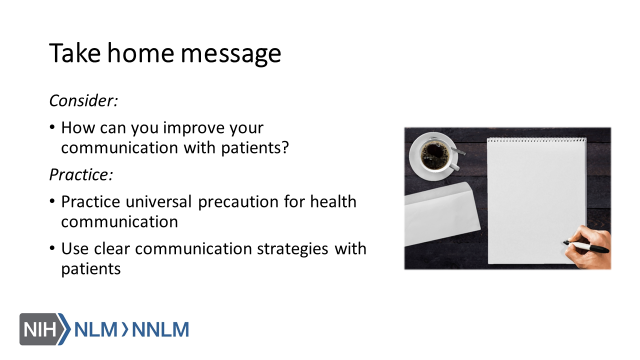 Take home message
Consider:
• How can you improve your
communication with patients?
Practice:
• Practice universal precaution for health
communication
• Use clear communication strategies with
patients
NIH NLM NNLM